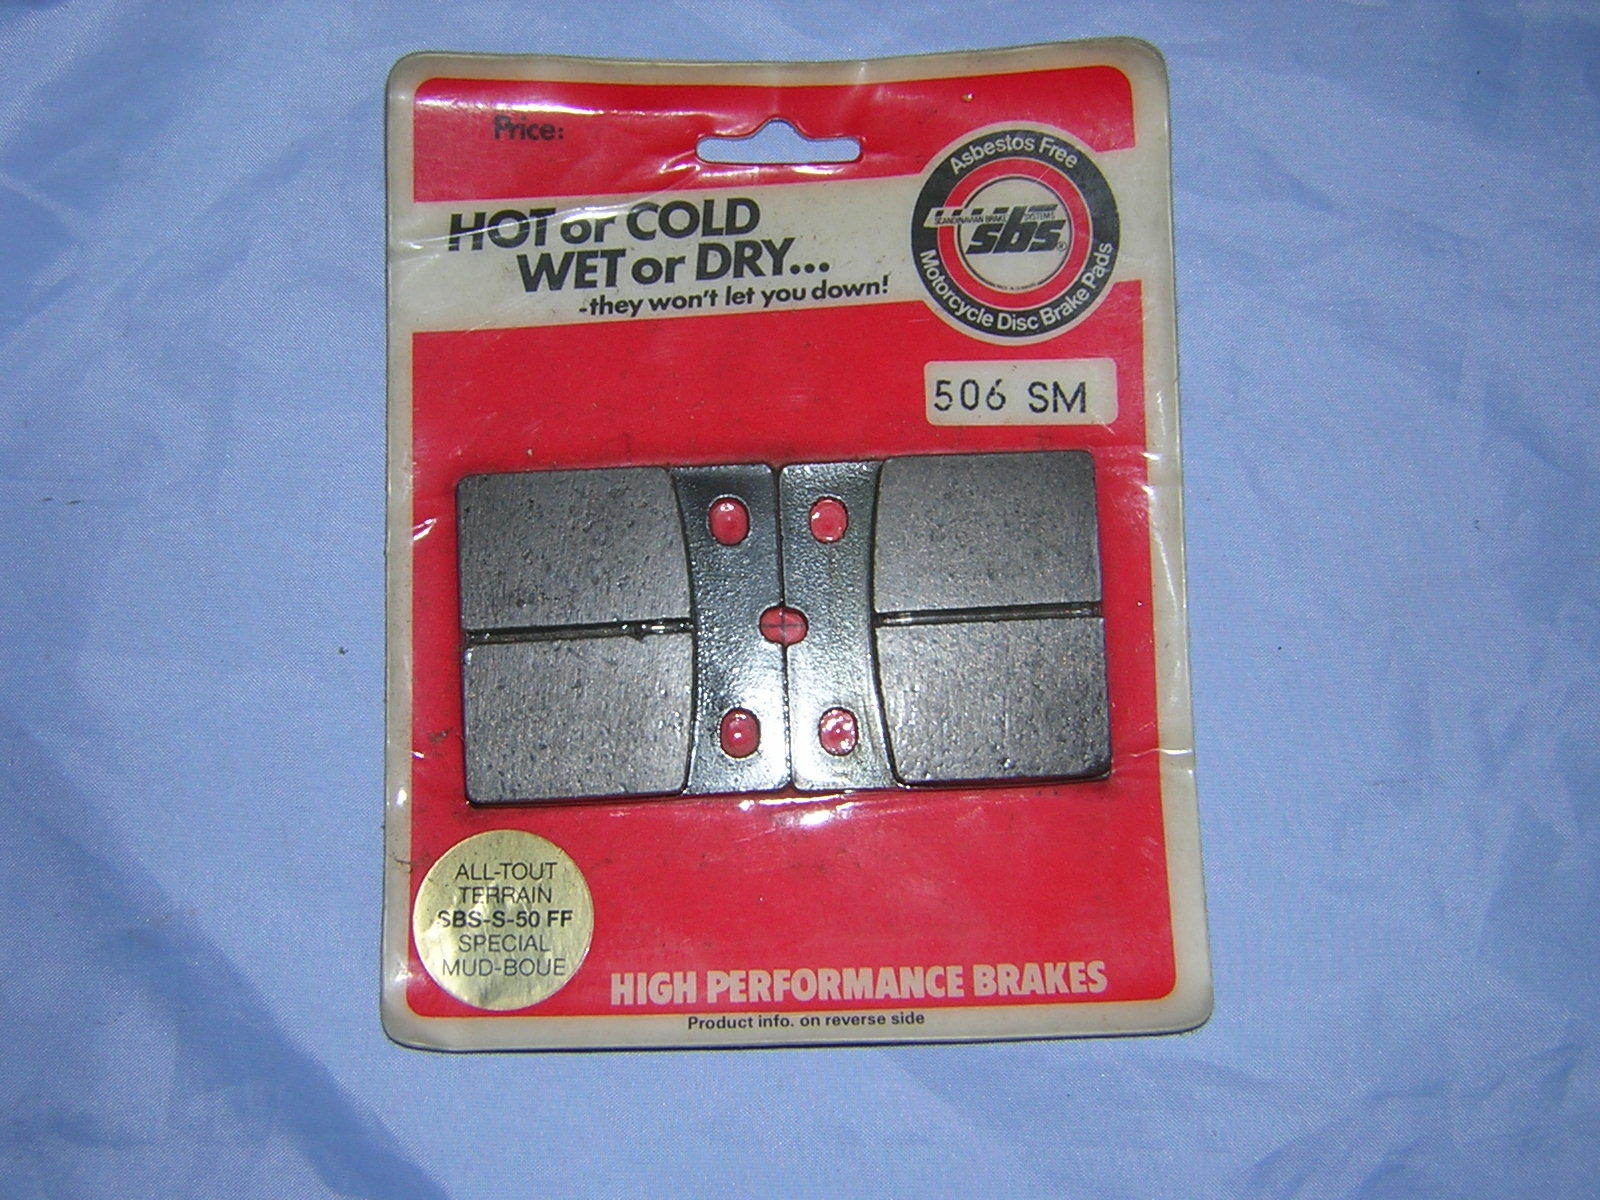 Price:
HOT or COLD
WET or DRY...
-they won't let you down!
Asbestos Free
SCANDINAVIAN BRAKE SYSTEMS
sbs®
Motorcycle Disc Brake Pads
506 SM
ALL-TOUT
TERRAIN
SBS-S-50 FF
SPECIAL
MUD-BOUE
HIGH PERFORMANCE BRAKES
Product info. on reverse side